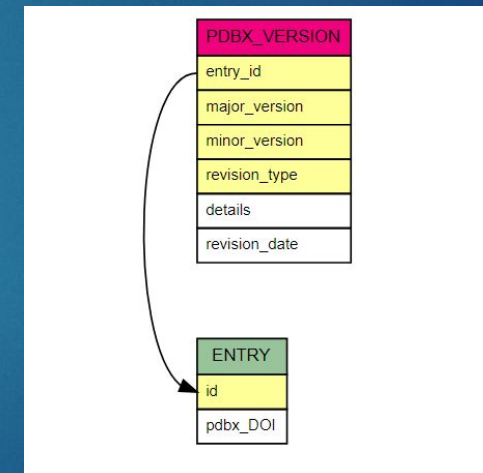 PDBX_VERSION
entry_id
major_version
minor_version
revision_type
details
revision_date
ENTRY
id
pdbx_DOI